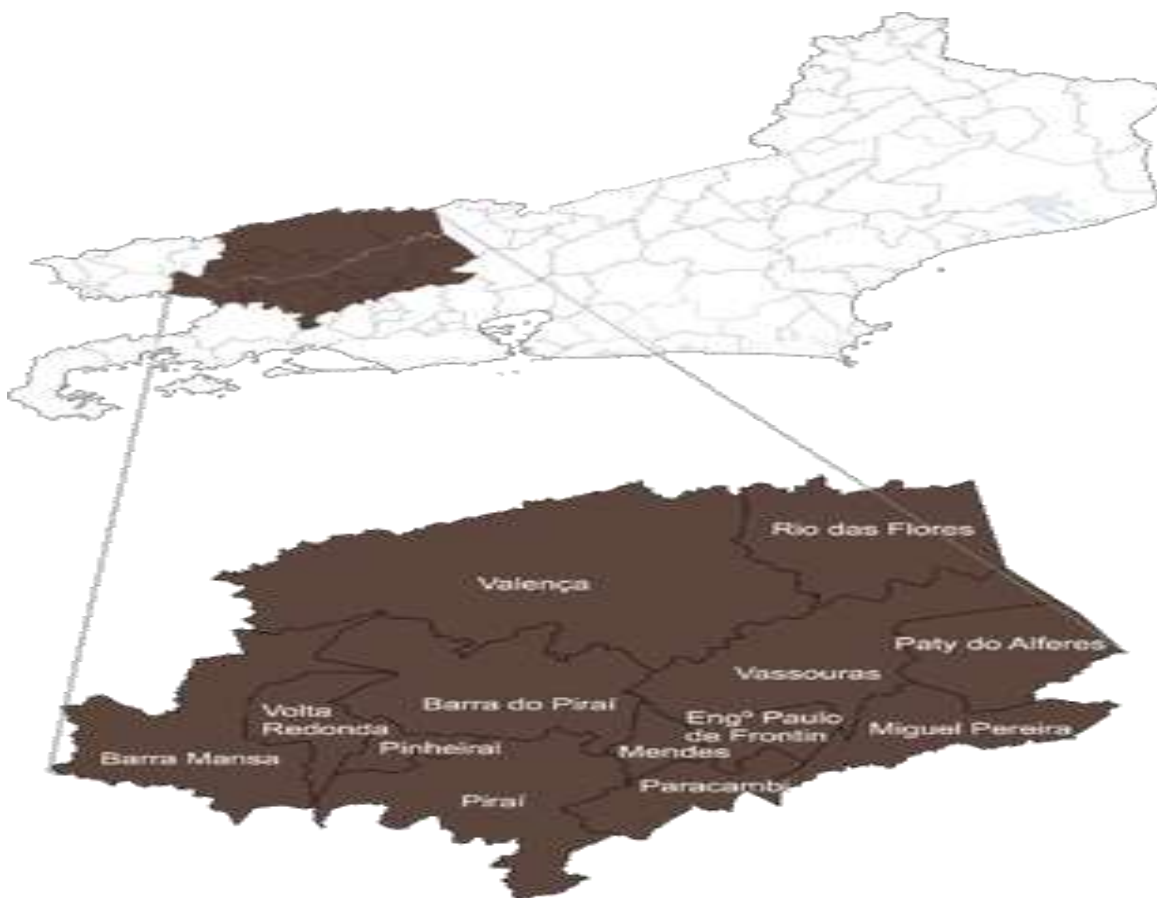 Rio das Flores
Valença
Paty do Alferes
Vassouras
Barra do Piraí
Volta
Redonda
Engº Paulo
de Frontin
Miguel Pereira
Pinheiral
Mendes
Barra Mansa
Paracambi
Piraí